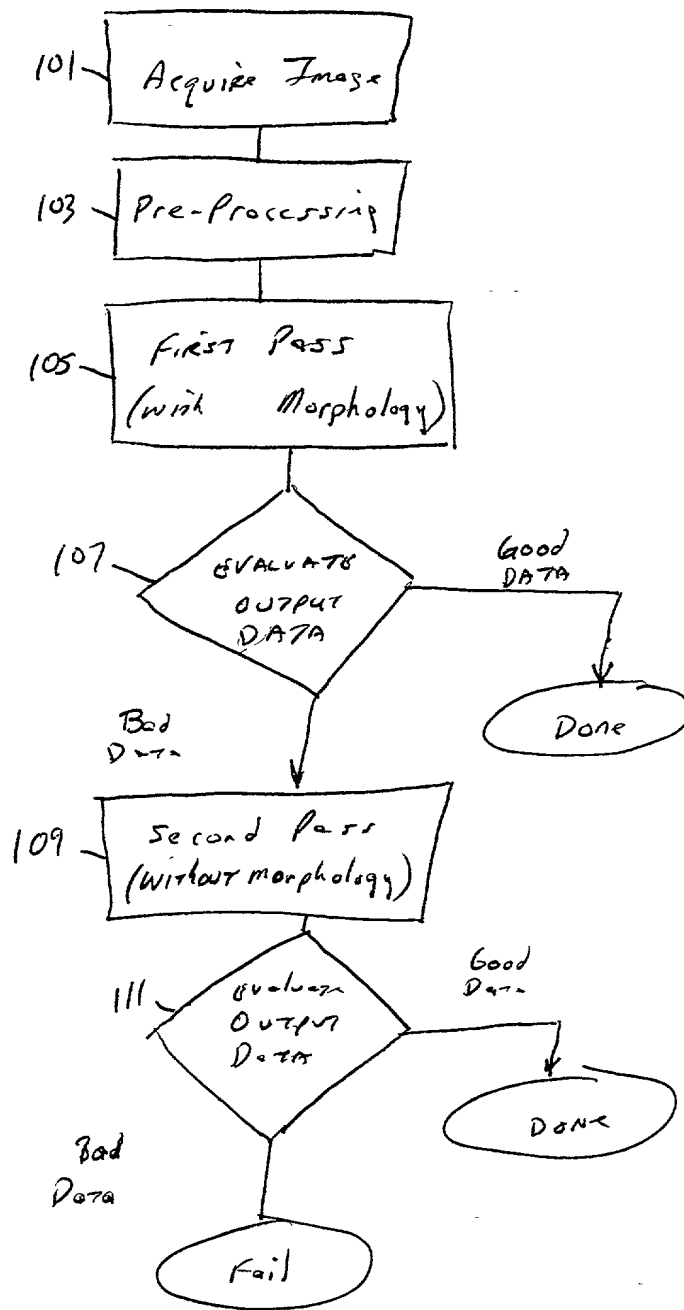 101
Acquire Image
103
Pre-Processing
105
First Pass
(with Morphology)
107
EVALUATE
OUTPUT
DATA
Good
DATA
Done
Bad
Data
109
Second Pass
(without morphology)
111
Evaluate
OUTPUT
Data
Good
Data
DONE
Bad
Data
Fail